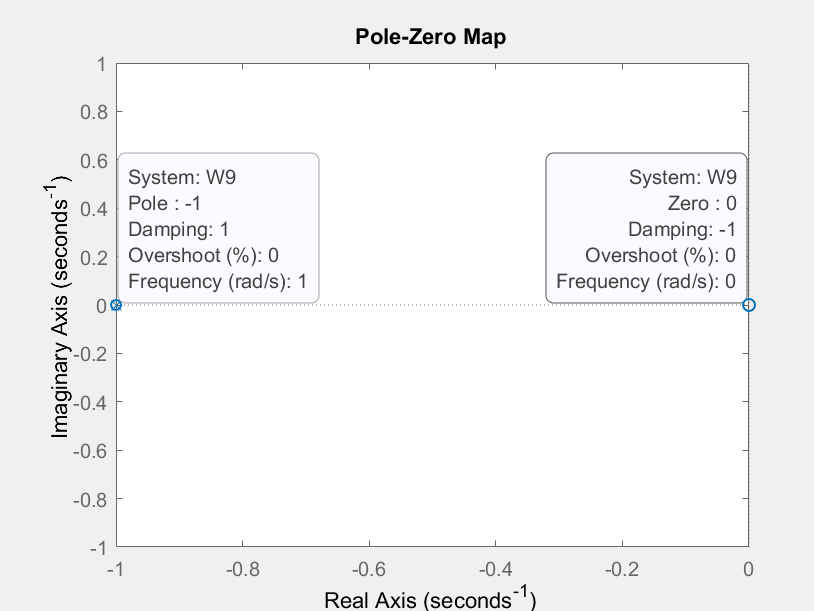 Pole-Zero Map
1
0.8
0.6
0.4
0.2
0
-0.2
-0.4
-0.6
-0.8
-1
Imaginary Axis (seconds⁻¹)
System: W9
Pole : -1
Damping: 1
Overshoot (%): 0
Frequency (rad/s): 1
System: W9
Zero : 0
Damping: -1
Overshoot (%): 0
Frequency (rad/s): 0
-1 -0.8 -0.6 -0.4 -0.2 0
Real Axis (seconds⁻¹)